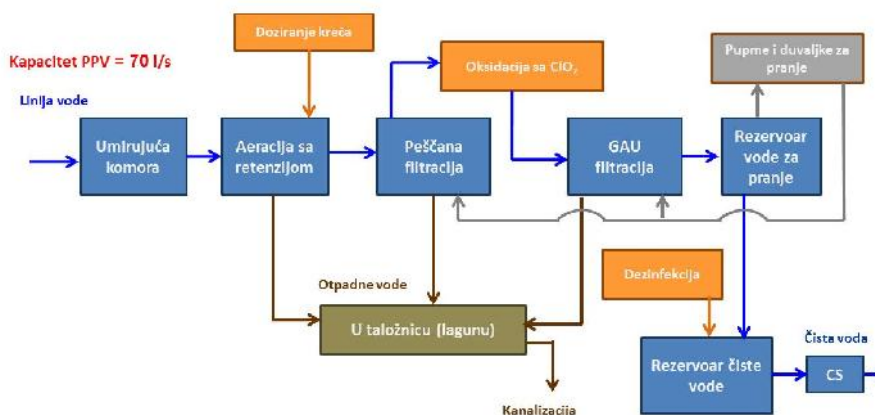 Doziranje kreča
Kapacitet PPV = 70 l/s
Oksidacija sa ClO₂
Pupme i duvaljke za
pranje
Linija vode
Umirujuća
komora
Aeracija sa
retenzijom
Peščana
filtracija
GAU
filtracija
Rezervoar
vode za
pranje
Otpadne vode
Dezinfekcija
U taložnicu (lagunu)
Čista voda
Rezervoar čiste
vode
CS
Kanalizacija